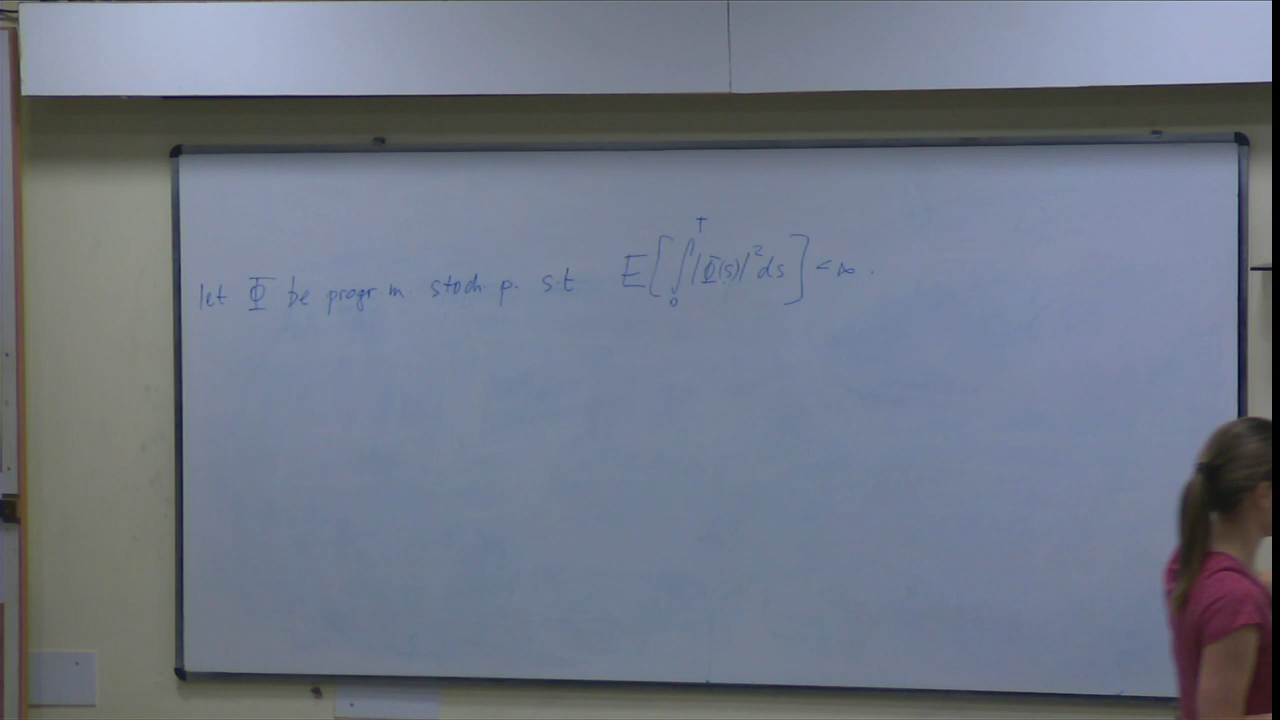 let Φ be progr. m. stoch. p. s.t E[∫₀ᵀ |Φ(s)|² ds] < ∞.